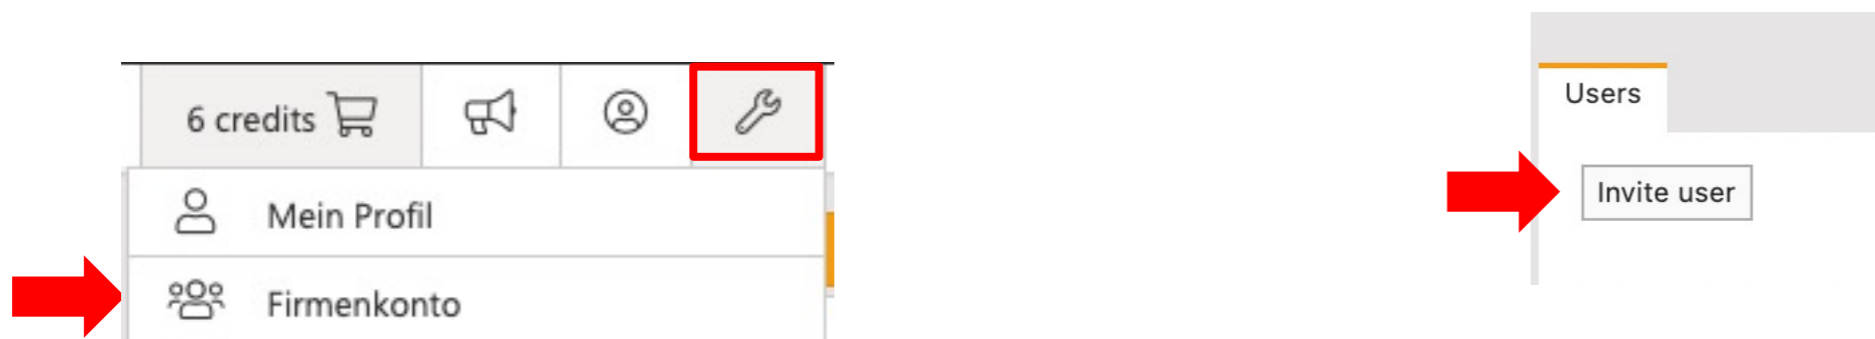 6 credits
Mein Profil
Firmenkonto
Users
Invite user